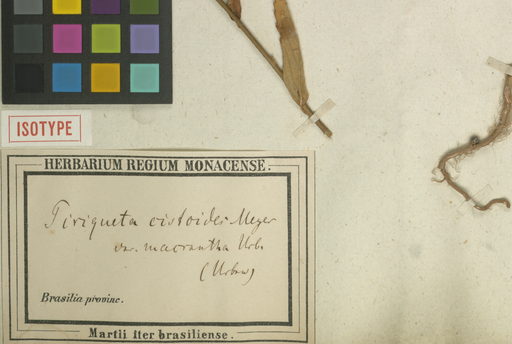 ISOTYPE
HERBARIUM REGIUM MONACENSE.
Piriqueta cistoides Meyer
var. macrantha Urb.
(Urban)
Brasilia provinc.
Martii Iter brasiliense.